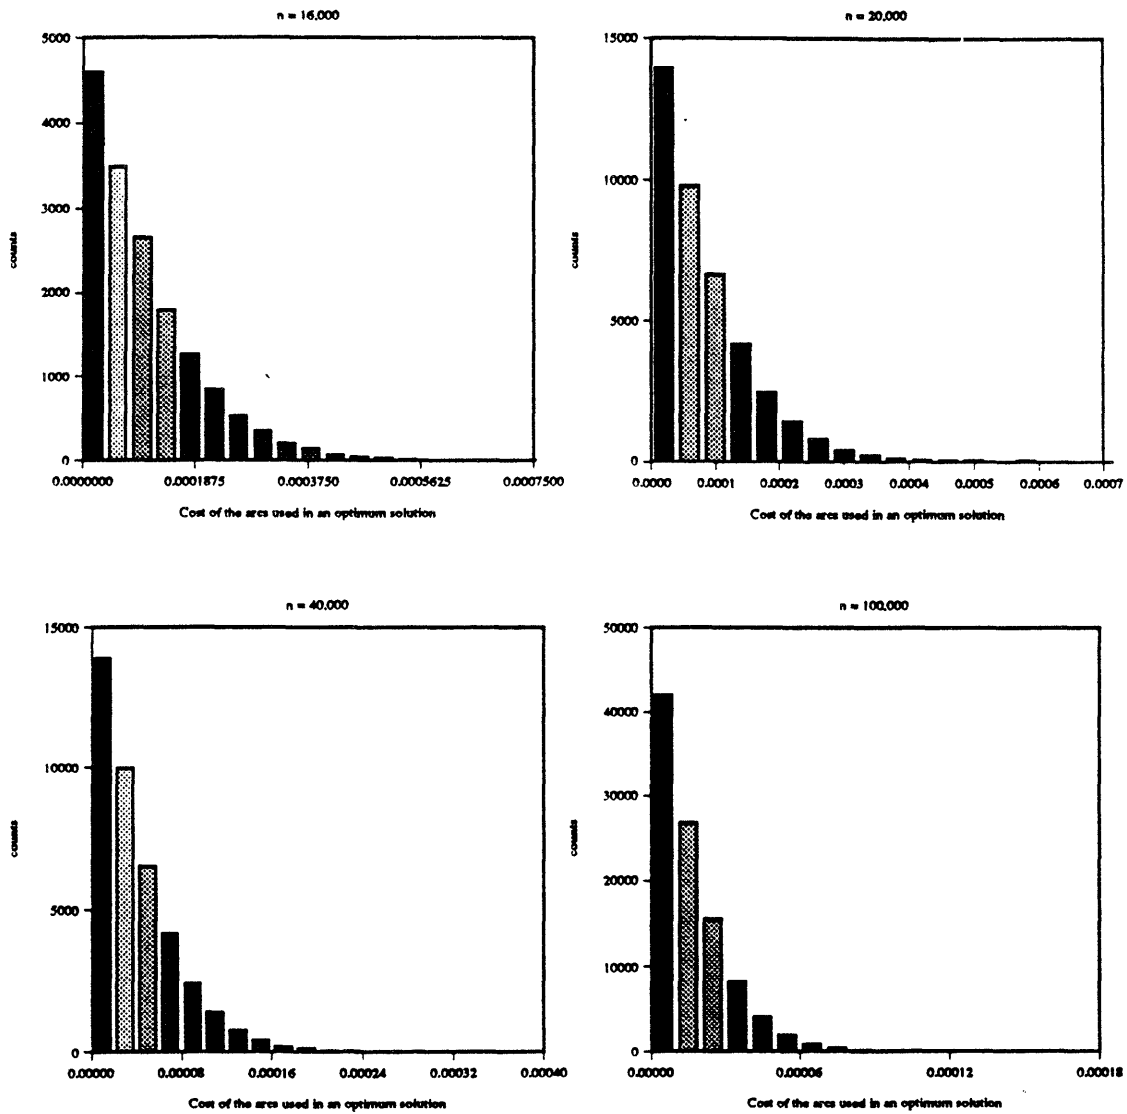 n = 16,000
5000
4000
3000
2000
1000
0
counts
0.0000000 0.0001875 0.0003750 0.0005625 0.0007500
Cost of the arcs used in an optimum solution
n = 20,000
15000
10000
5000
0
counts
0.0000 0.0001 0.0002 0.0003 0.0004 0.0005 0.0006 0.0007
Cost of the arcs used in an optimum solution
n = 40,000
15000
10000
5000
0
counts
0.00000 0.00008 0.00016 0.00024 0.00032 0.00040
Cost of the arcs used in an optimum solution
n = 100,000
50000
40000
30000
20000
10000
0
counts
0.00000 0.00006 0.00012 0.00018
Cost of the arcs used in an optimum solution